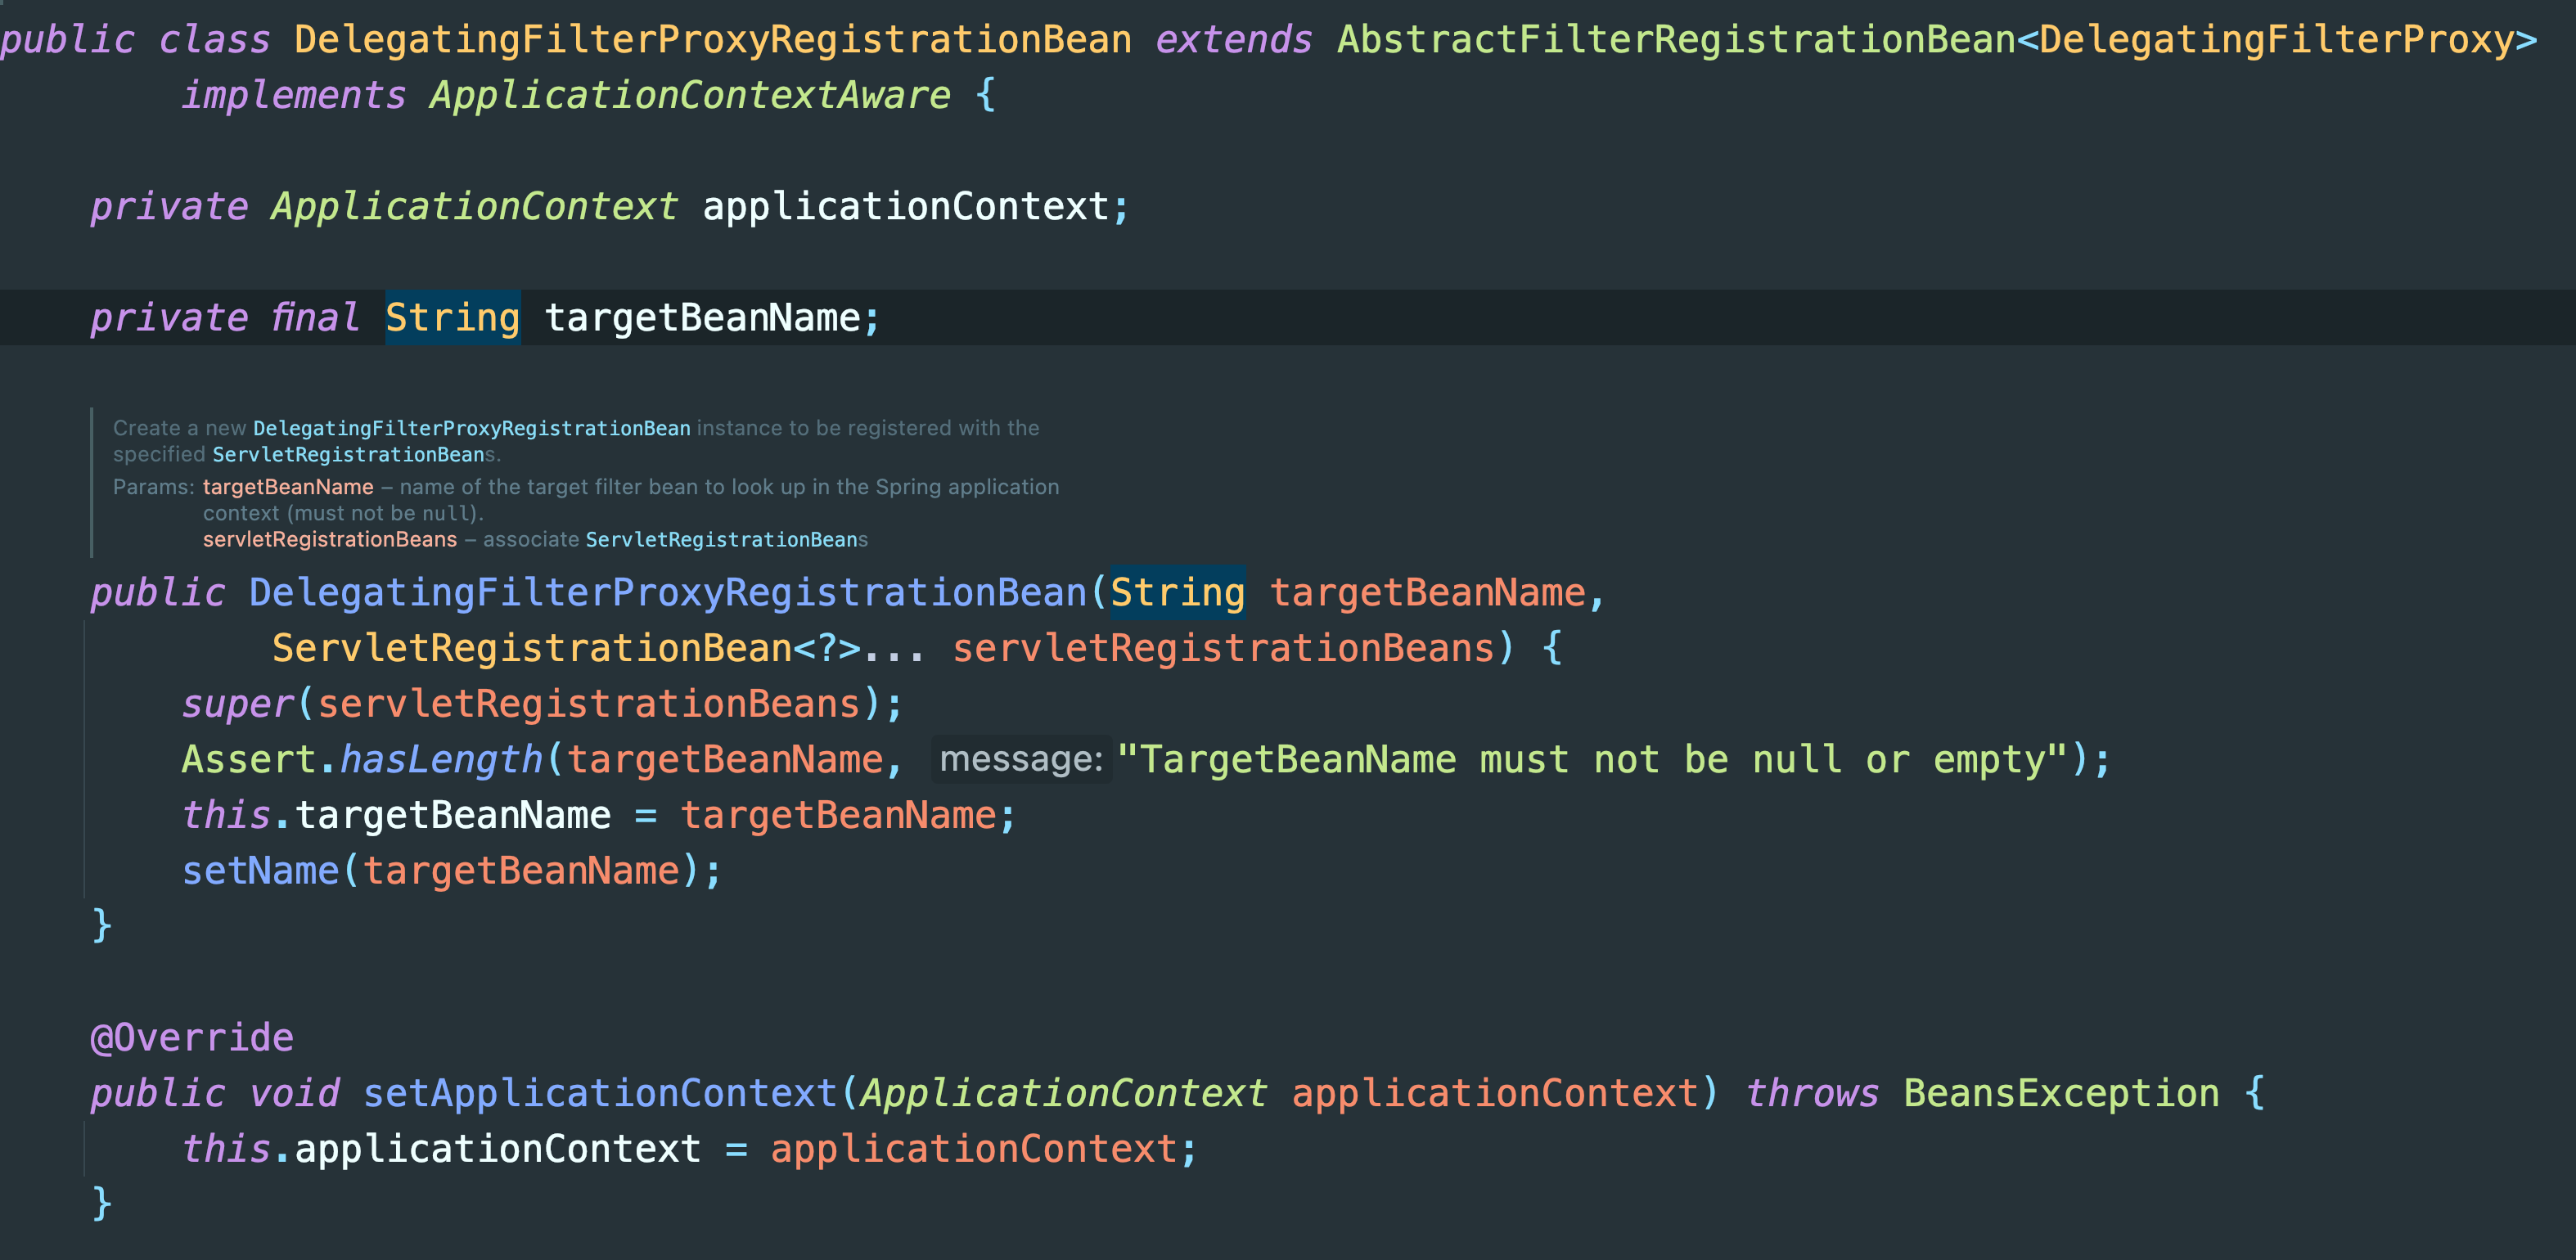 public class DelegatingFilterProxyRegistrationBean extends AbstractFilterRegistrationBean<DelegatingFilterProxy>
implements ApplicationContextAware {
private ApplicationContext applicationContext;
private final String targetBeanName;
Create a new DelegatingFilterProxyRegistrationBean instance to be registered with the
specified ServletRegistrationBeans.
Params: targetBeanName – name of the target filter bean to look up in the Spring application
context (must not be null).
servletRegistrationBeans – associate ServletRegistrationBeans
public DelegatingFilterProxyRegistrationBean(String targetBeanName,
ServletRegistrationBean<?>... servletRegistrationBeans) {
super(servletRegistrationBeans);
Assert.hasLength(targetBeanName, message: "TargetBeanName must not be null or empty");
this.targetBeanName = targetBeanName;
setName(targetBeanName);
}
@Override
public void setApplicationContext(ApplicationContext applicationContext) throws BeansException {
this.applicationContext = applicationContext;
}